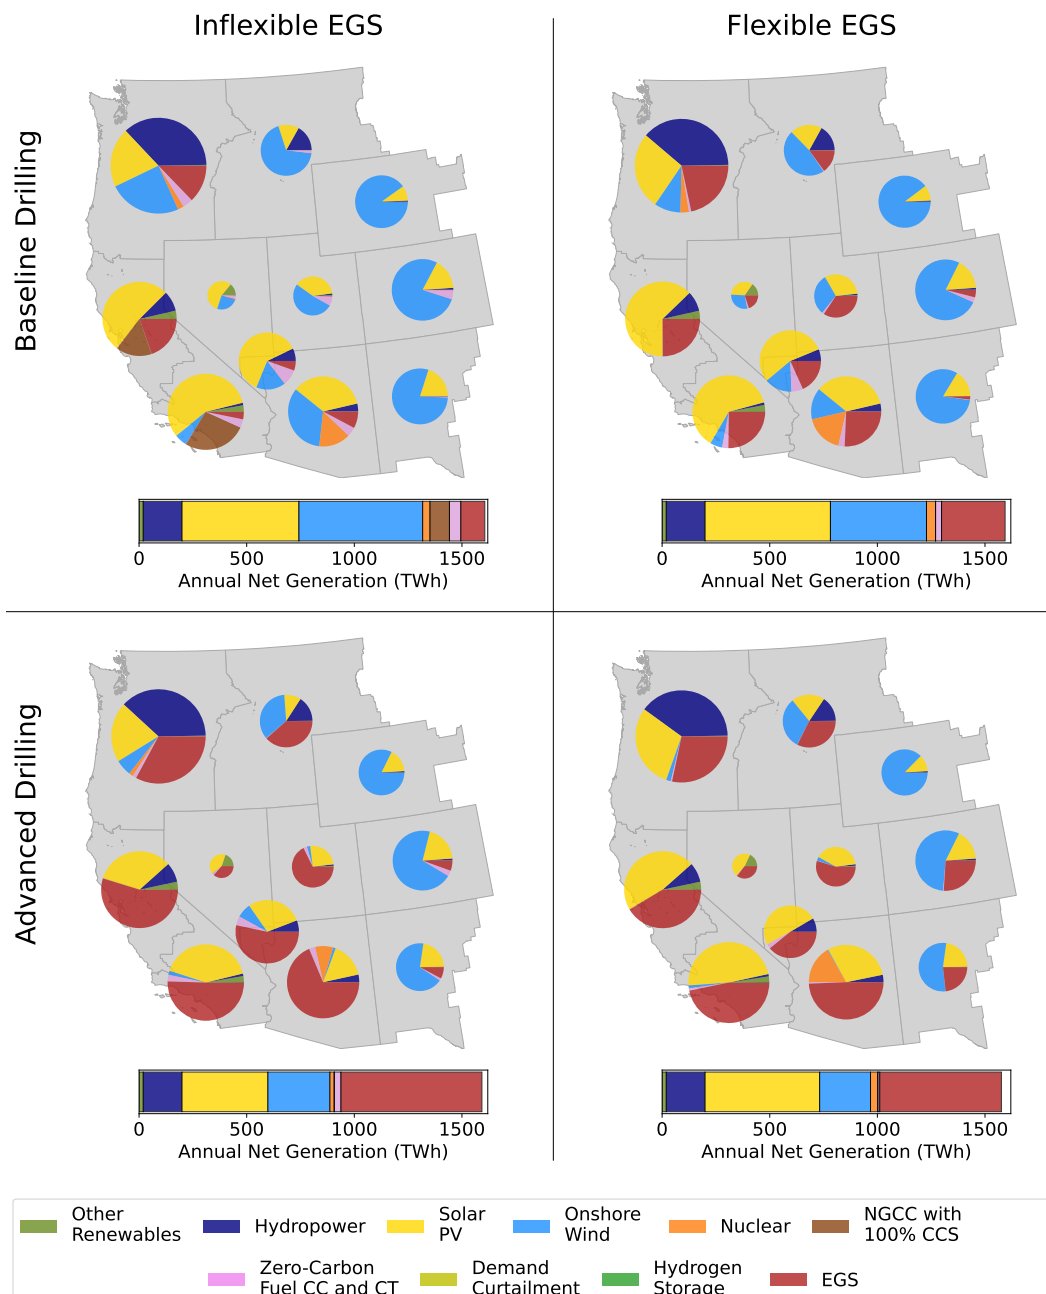 Inflexible EGS
Flexible EGS
Baseline Drilling
0 500 1000 1500
Annual Net Generation (TWh)
0 500 1000 1500
Annual Net Generation (TWh)
Advanced Drilling
0 500 1000 1500
Annual Net Generation (TWh)
0 500 1000 1500
Annual Net Generation (TWh)
Other
Renewables
Hydropower
Solar
PV
Onshore
Wind
Nuclear
NGCC with
100% CCS
Zero-Carbon
Fuel CC and CT
Demand
Curtailment
Hydrogen
Storage
EGS